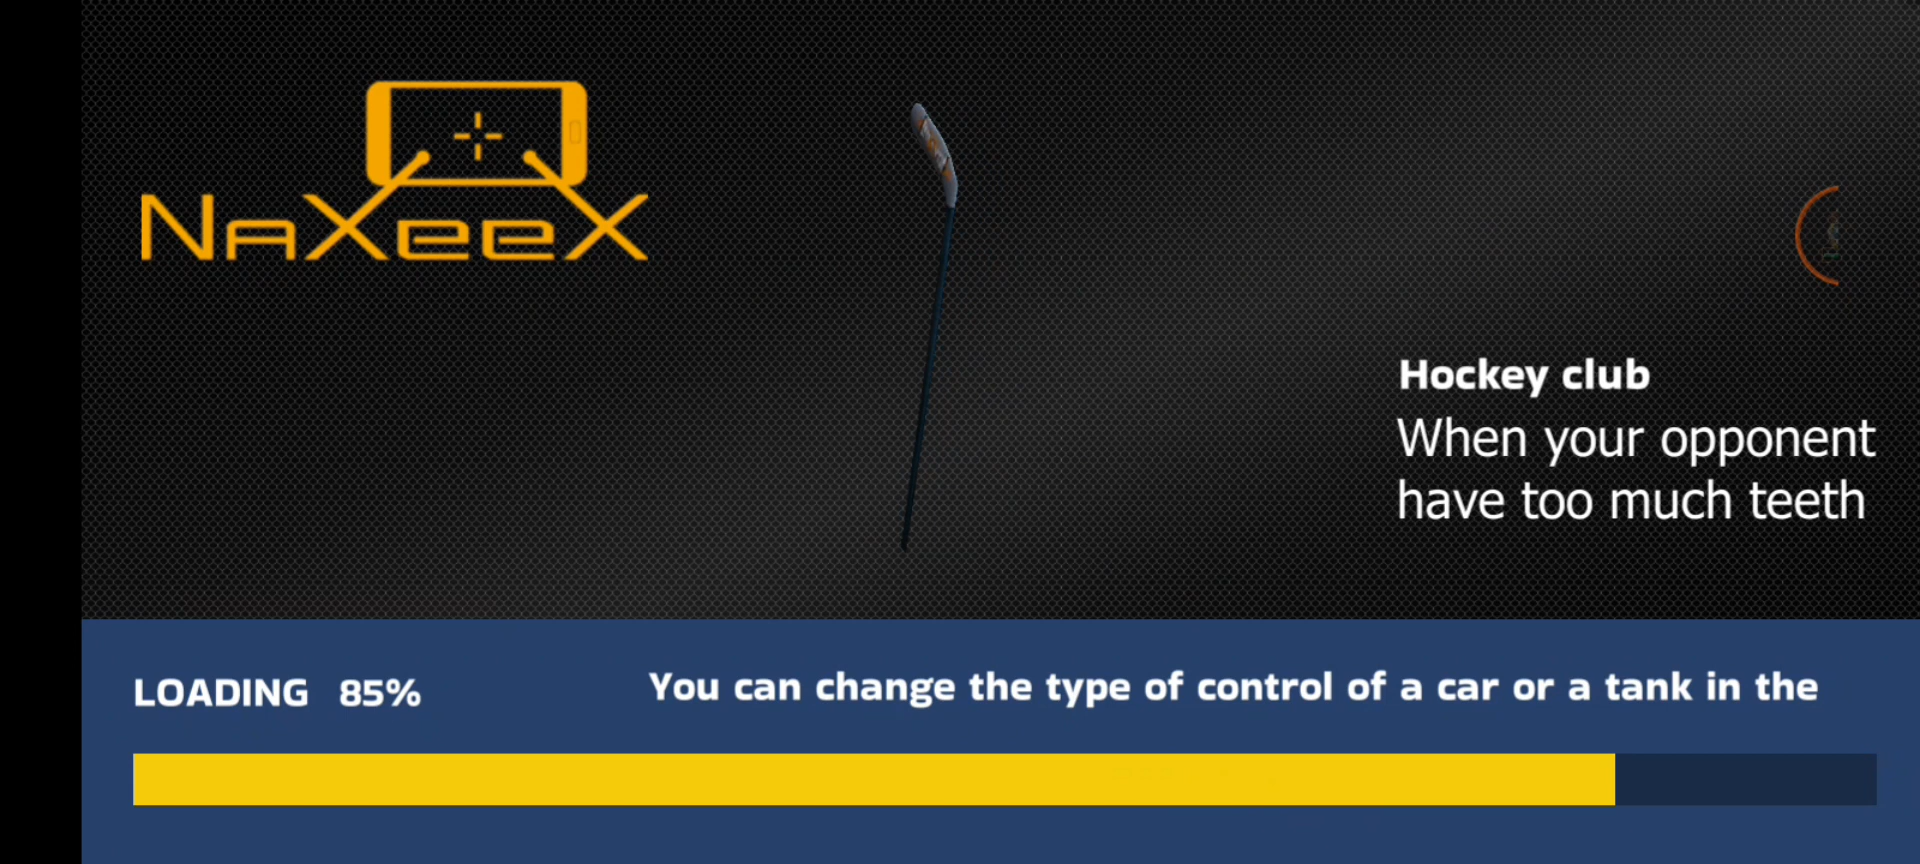 NaXeeX
Hockey club
When your opponent
have too much teeth
LOADING 85%
You can change the type of control of a car or a tank in the